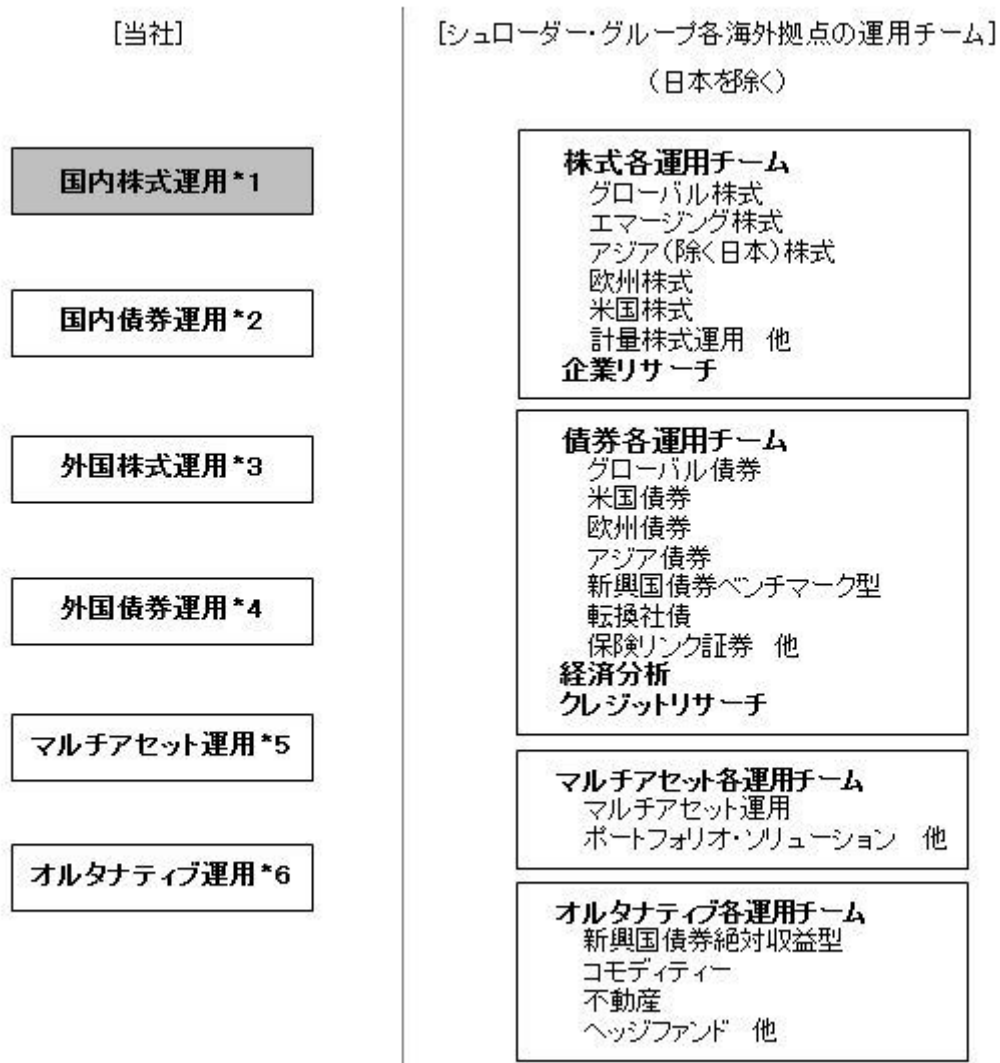 [当社]
国内株式運用*1
国内債券運用*2
外国株式運用*3
外国債券運用*4
マルチアセット運用*5
オルタナティブ運用*6
[シュローダー・グループ各海外拠点の運用チーム]
（日本を除く）
株式各運用チーム
グローバル株式
エマージング株式
アジア（除く日本）株式
欧州株式
米国株式
計量株式運用 他
企業リサーチ
債券各運用チーム
グローバル債券
米国債券
欧州債券
アジア債券
新興国債券ベンチマーク型
転換社債
保険リンク証券 他
経済分析
クレジットリサーチ
マルチアセット各運用チーム
マルチアセット運用
ポートフォリオ・ソリューション 他
オルタナティブ各運用チーム
新興国債券絶対収益型
コモディティー
不動産
ヘッジファンド 他